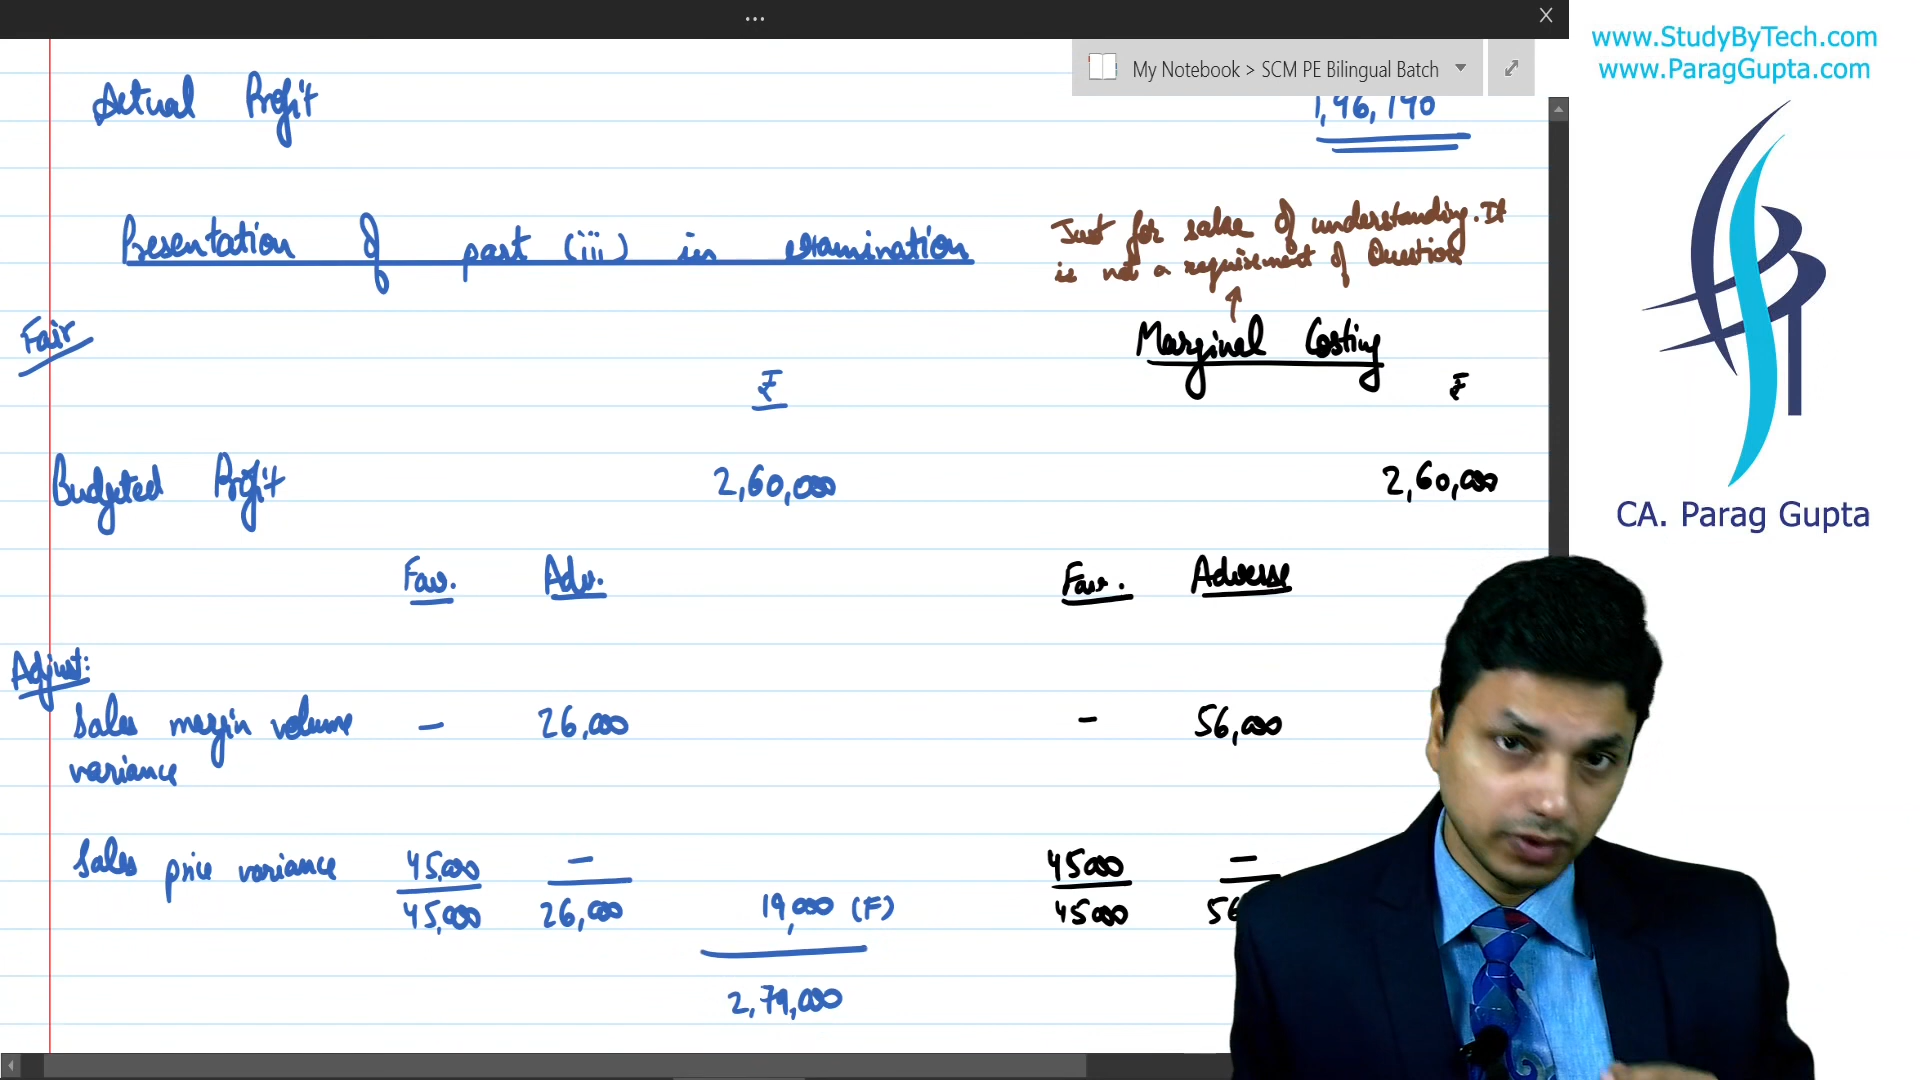 ...
X
www.StudyByTech.com
www.ParagGupta.com
My Notebook > SCM PE Bilingual Batch
Actual Profit 1,96,190
Presentation of part (iii) in examination
Just for sake of understanding. It
is not a requirement of Question
Fair
Marginal Costing
₹ ₹
Budgeted Profit 2,60,000 2,60,000
CA. Parag Gupta
Fav. Adv. Fav. Adverse
Adjust:
Sales margin volume – 26,000 – 56,000
variance
Sales price variance 45,000 – 45000 –
45,000 26,000 19,000 (F) 45000 56
2,79,000